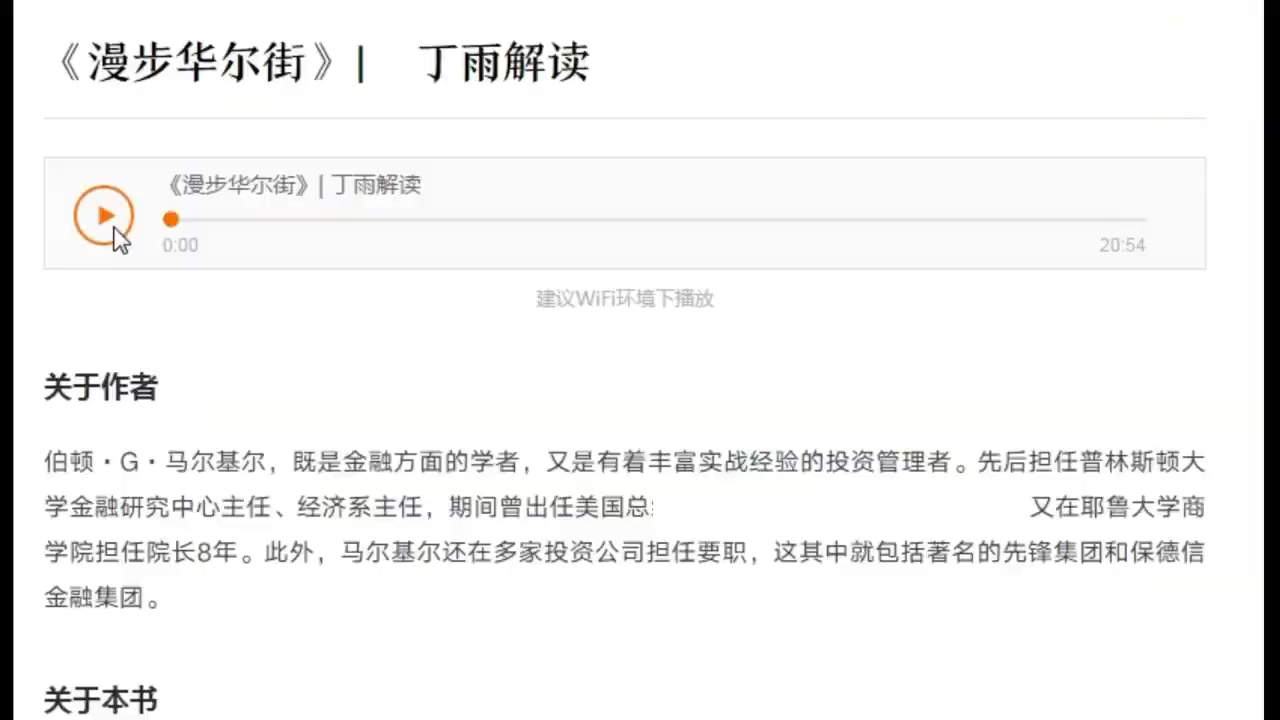 《漫步华尔街》| 丁雨解读
《漫步华尔街》| 丁雨解读
0:00 20:54
建议WiFi环境下播放
关于作者
伯顿·G·马尔基尔，既是金融方面的学者，又是有着丰富实战经验的投资管理者。先后担任普林斯顿大
学金融研究中心主任、经济系主任，期间曾出任美国总 又在耶鲁大学商
学院担任院长8年。此外，马尔基尔还在多家投资公司担任要职，这其中就包括著名的先锋集团和保德信
金融集团。
关于本书